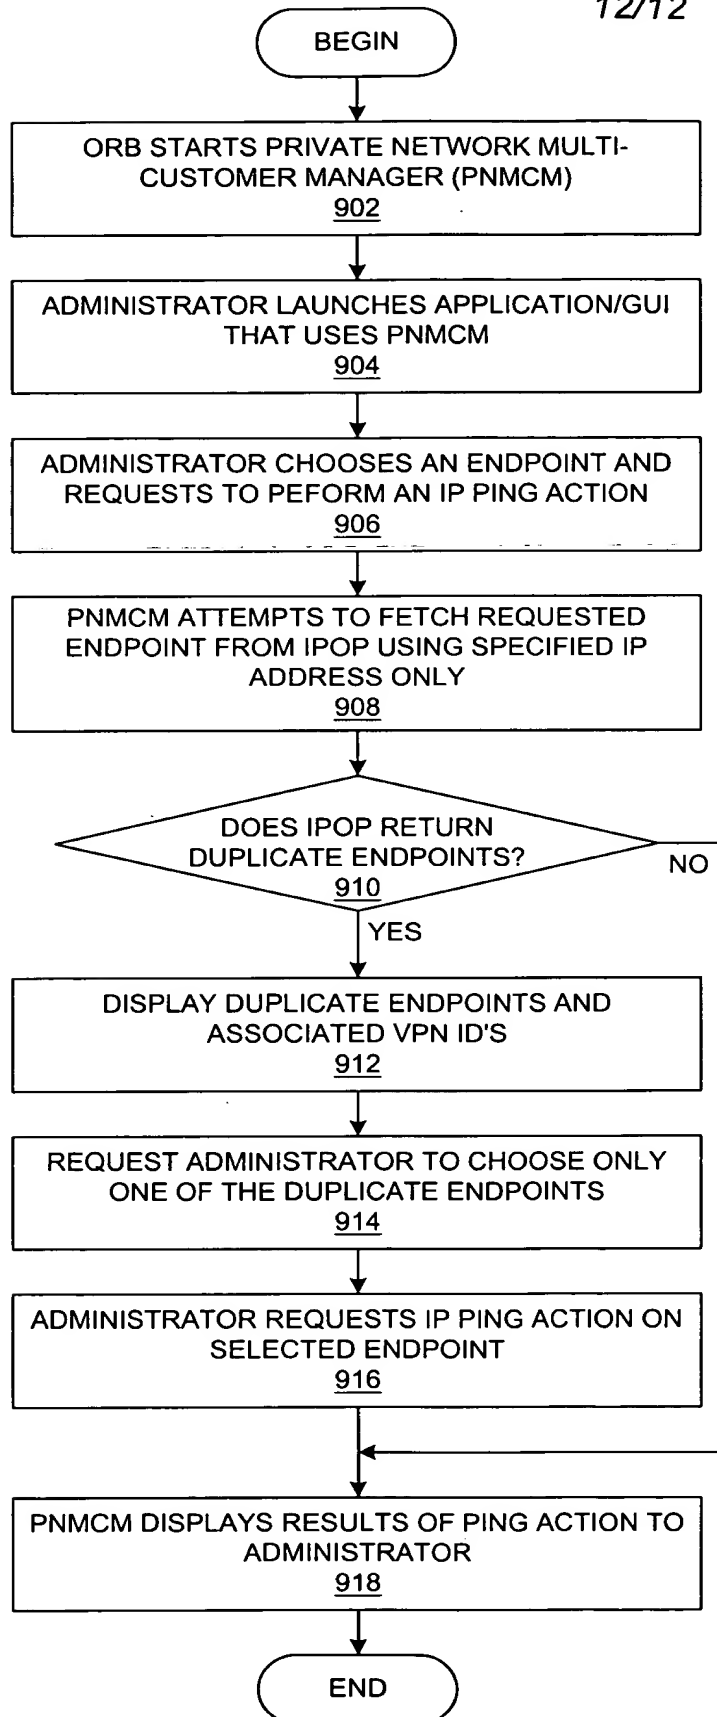 12/12
BEGIN
ORB STARTS PRIVATE NETWORK MULTI-
CUSTOMER MANAGER (PNMCM)
902
ADMINISTRATOR LAUNCHES APPLICATION/GUI
THAT USES PNMCM
904
ADMINISTRATOR CHOOSES AN ENDPOINT AND
REQUESTS TO PEFORM AN IP PING ACTION
906
PNMCM ATTEMPTS TO FETCH REQUESTED
ENDPOINT FROM IPOP USING SPECIFIED IP
ADDRESS ONLY
908
DOES IPOP RETURN
DUPLICATE ENDPOINTS?
910
NO
YES
DISPLAY DUPLICATE ENDPOINTS AND
ASSOCIATED VPN ID'S
912
REQUEST ADMINISTRATOR TO CHOOSE ONLY
ONE OF THE DUPLICATE ENDPOINTS
914
ADMINISTRATOR REQUESTS IP PING ACTION ON
SELECTED ENDPOINT
916
PNMCM DISPLAYS RESULTS OF PING ACTION TO
ADMINISTRATOR
918
END